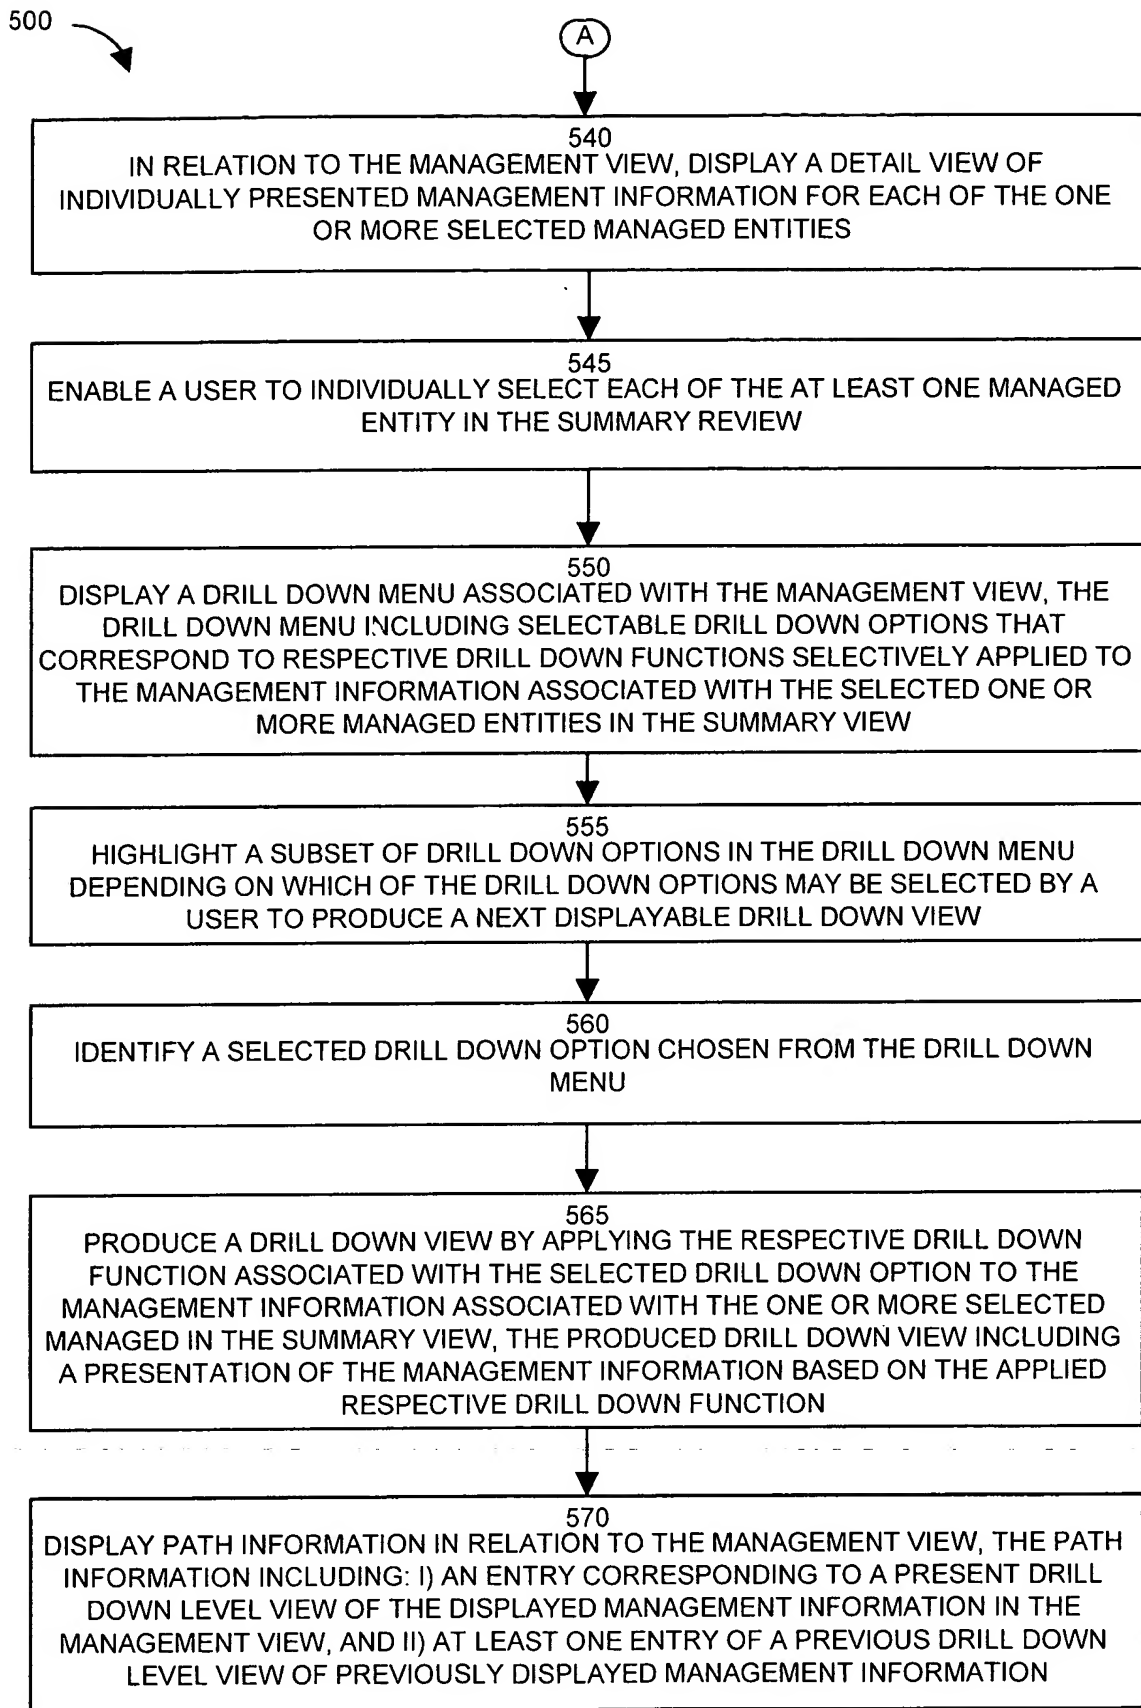 500
A
540
IN RELATION TO THE MANAGEMENT VIEW, DISPLAY A DETAIL VIEW OF
INDIVIDUALLY PRESENTED MANAGEMENT INFORMATION FOR EACH OF THE ONE
OR MORE SELECTED MANAGED ENTITIES
545
ENABLE A USER TO INDIVIDUALLY SELECT EACH OF THE AT LEAST ONE MANAGED
ENTITY IN THE SUMMARY REVIEW
550
DISPLAY A DRILL DOWN MENU ASSOCIATED WITH THE MANAGEMENT VIEW, THE
DRILL DOWN MENU INCLUDING SELECTABLE DRILL DOWN OPTIONS THAT
CORRESPOND TO RESPECTIVE DRILL DOWN FUNCTIONS SELECTIVELY APPLIED TO
THE MANAGEMENT INFORMATION ASSOCIATED WITH THE SELECTED ONE OR
MORE MANAGED ENTITIES IN THE SUMMARY VIEW
555
HIGHLIGHT A SUBSET OF DRILL DOWN OPTIONS IN THE DRILL DOWN MENU
DEPENDING ON WHICH OF THE DRILL DOWN OPTIONS MAY BE SELECTED BY A
USER TO PRODUCE A NEXT DISPLAYABLE DRILL DOWN VIEW
560
IDENTIFY A SELECTED DRILL DOWN OPTION CHOSEN FROM THE DRILL DOWN
MENU
565
PRODUCE A DRILL DOWN VIEW BY APPLYING THE RESPECTIVE DRILL DOWN
FUNCTION ASSOCIATED WITH THE SELECTED DRILL DOWN OPTION TO THE
MANAGEMENT INFORMATION ASSOCIATED WITH THE ONE OR MORE SELECTED
MANAGED IN THE SUMMARY VIEW, THE PRODUCED DRILL DOWN VIEW INCLUDING
A PRESENTATION OF THE MANAGEMENT INFORMATION BASED ON THE APPLIED
RESPECTIVE DRILL DOWN FUNCTION
570
DISPLAY PATH INFORMATION IN RELATION TO THE MANAGEMENT VIEW, THE PATH
INFORMATION INCLUDING: I) AN ENTRY CORRESPONDING TO A PRESENT DRILL
DOWN LEVEL VIEW OF THE DISPLAYED MANAGEMENT INFORMATION IN THE
MANAGEMENT VIEW, AND II) AT LEAST ONE ENTRY OF A PREVIOUS DRILL DOWN
LEVEL VIEW OF PREVIOUSLY DISPLAYED MANAGEMENT INFORMATION